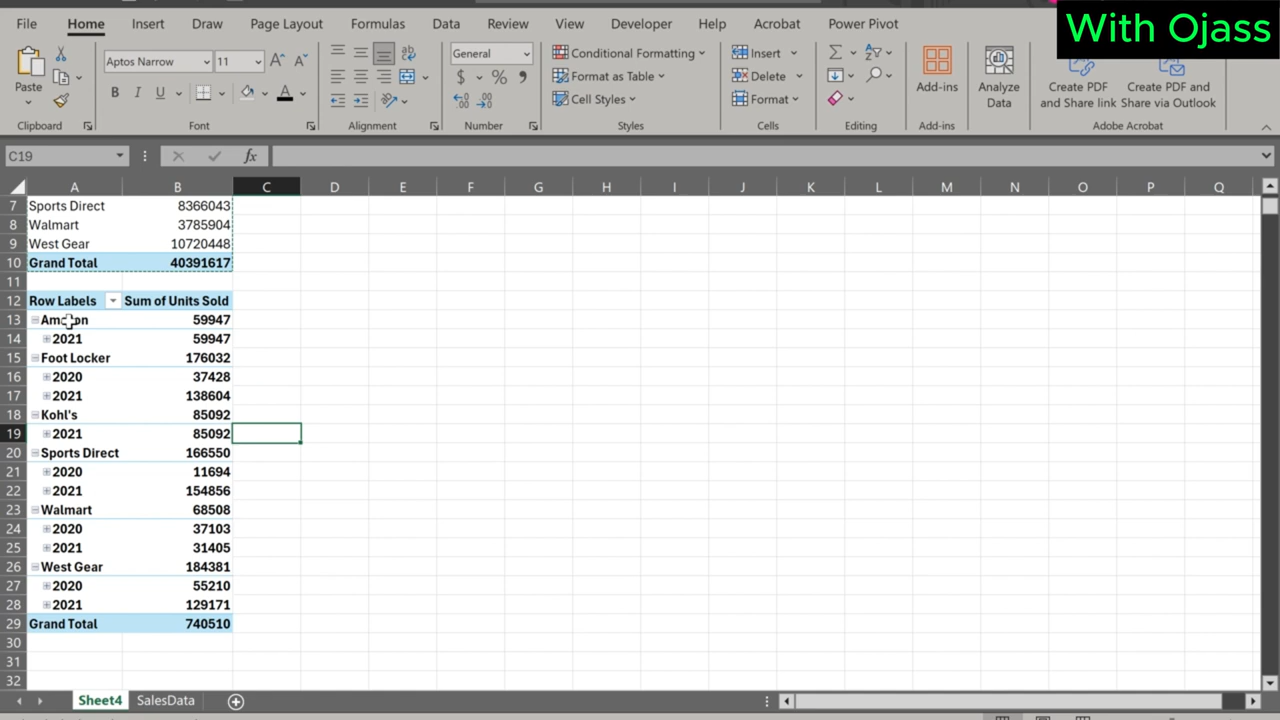 With Ojass
File Home Insert Draw Page Layout Formulas Data Review View Developer Help Acrobat Power Pivot
Paste
Clipboard
Aptos Narrow 11
B I U
Font
Alignment
General
$ % ,
Number
Conditional Formatting
Format as Table
Cell Styles
Styles
Insert
Delete
Format
Cells
Editing
Add-ins
Add-ins
Analyze
Data
Create PDF
and Share link
Create PDF and
Share via Outlook
Adobe Acrobat
C19 fx
A B C D E F G H I J K L M N O P Q
7 Sports Direct 8366043
8 Walmart 3785904
9 West Gear 10720448
10 Grand Total 40391617
11
12 Row Labels Sum of Units Sold
13 Amazon 59947
14 2021 59947
15 Foot Locker 176032
16 2020 37428
17 2021 138604
18 Kohl's 85092
19 2021 85092
20 Sports Direct 166550
21 2020 11694
22 2021 154856
23 Walmart 68508
24 2020 37103
25 2021 31405
26 West Gear 184381
27 2020 55210
28 2021 129171
29 Grand Total 740510
30
31
32
Sheet4 SalesData